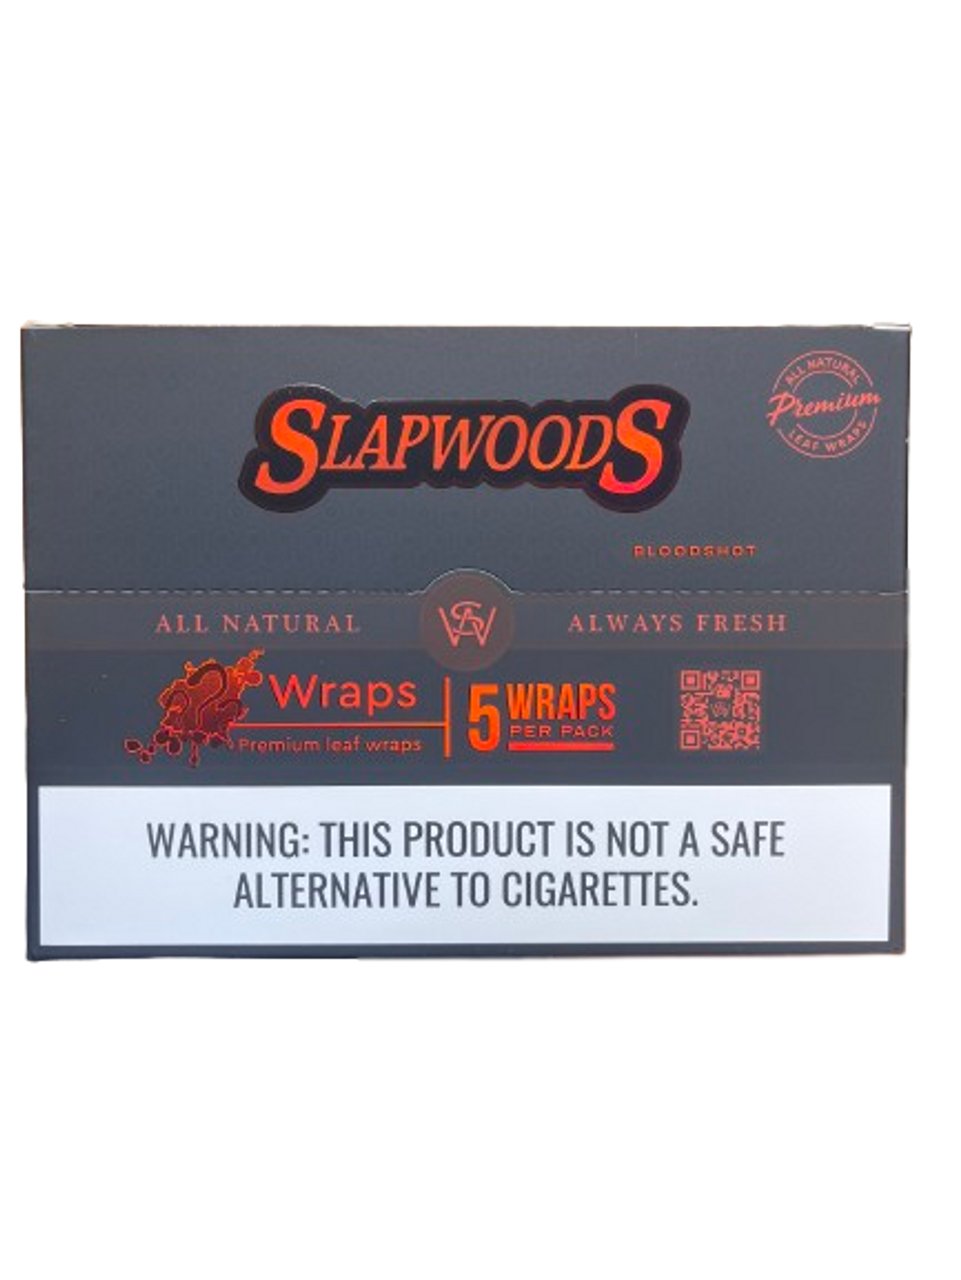 SLAPWOODS
ALL NATURAL
Premium
LEAF WRAPS
BLOODSHOT
ALL NATURAL
ALWAYS FRESH
Wraps
Premium leaf wraps
5 WRAPS
PER PACK
WARNING: THIS PRODUCT IS NOT A SAFE
ALTERNATIVE TO CIGARETTES.